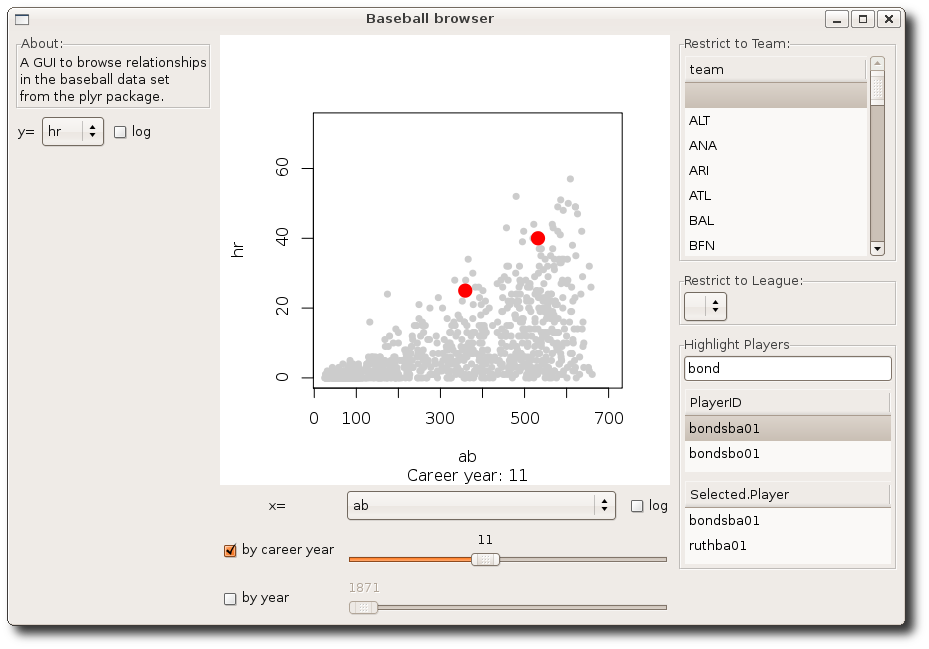 Baseball browser
About:
A GUI to browse relationships
in the baseball data set
from the plyr package.
y= hr log
hr
60
40
20
0
0 100 300 500 700
ab
Career year: 11
x= ab log
by career year 11
by year 1871
Restrict to Team:
team
ALT
ANA
ARI
ATL
BAL
BFN
Restrict to League:
Highlight Players
bond
PlayerID
bondsba01
bondsbo01
Selected.Player
bondsba01
ruthba01